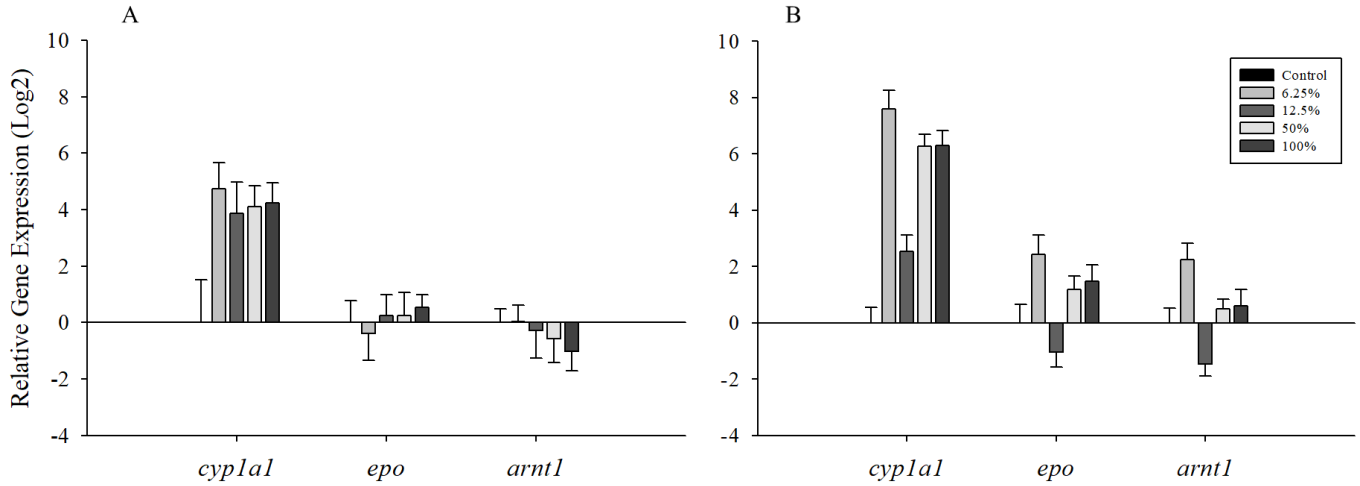 A
B
Relative Gene Expression (Log2)
10
8
6
4
2
0
-2
-4
cyp1a1
epo
arnt1
10
8
6
4
2
0
-2
-4
cyp1a1
epo
arnt1
Control
6.25%
12.5%
50%
100%